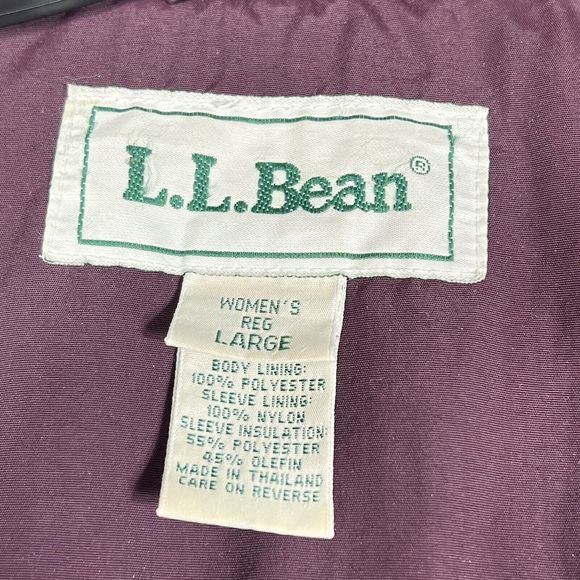 L.L.Bean®
WOMEN'S
REG
LARGE
BODY LINING:
100% POLYESTER
SLEEVE LINING:
100% NYLON
SLEEVE INSULATION:
55% POLYESTER
45% OLEFIN
MADE IN THAILAND
CARE ON REVERSE